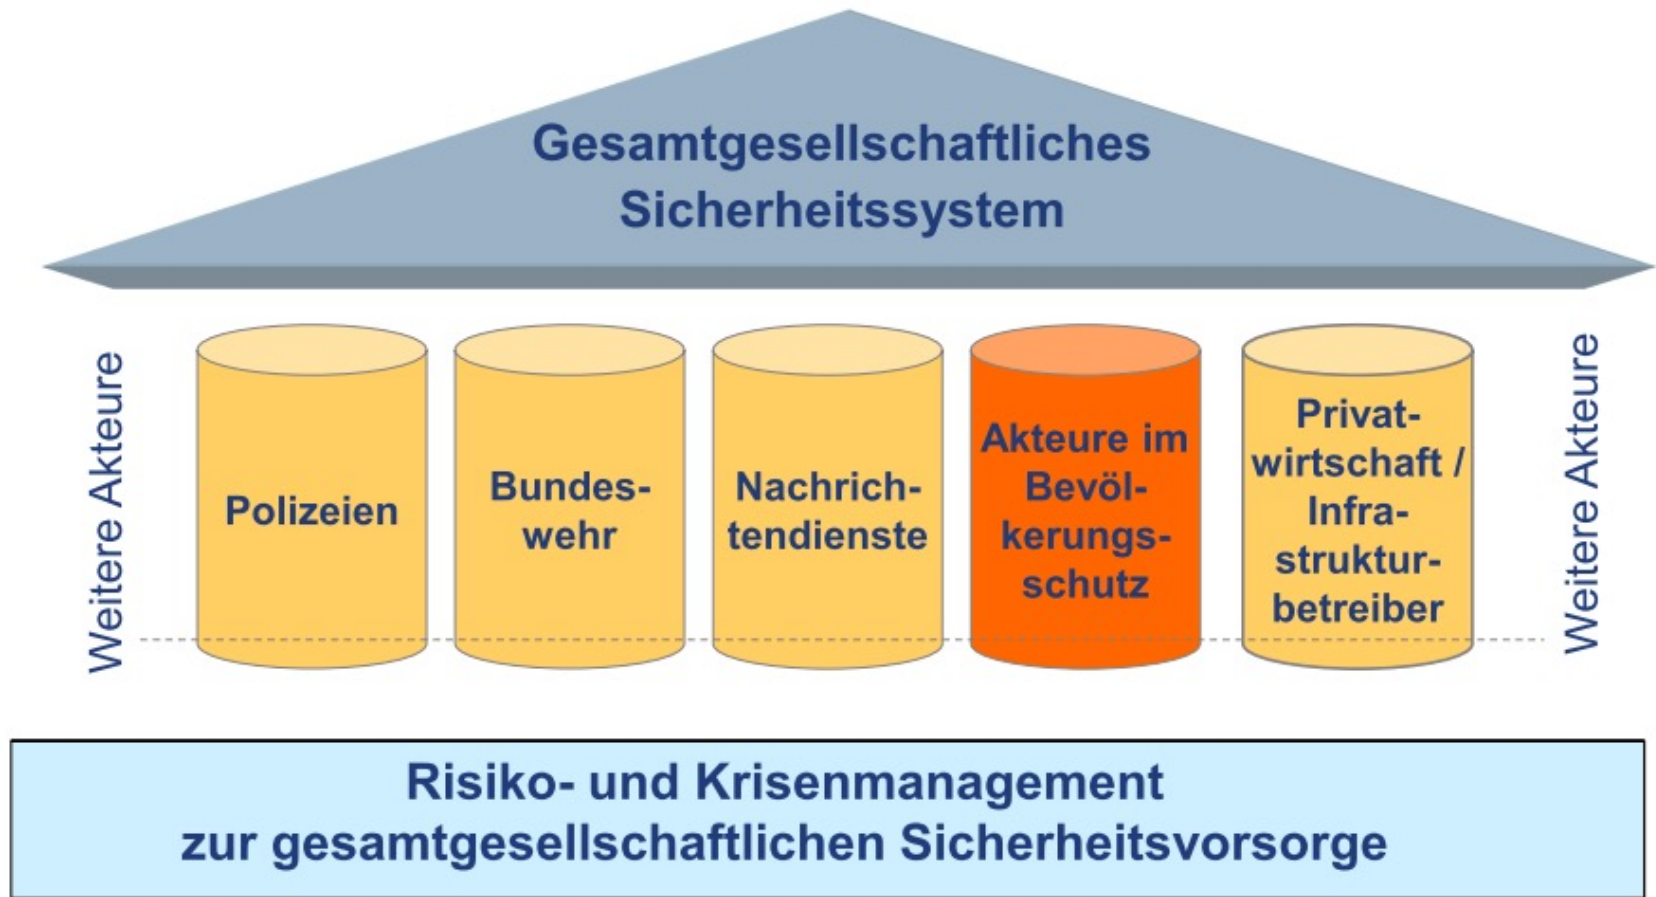 Gesamtgesellschaftliches
Sicherheitssystem
Weitere Akteure
Polizeien
Bundes-
wehr
Nachrich-
tendienste
Akteure im
Bevöl-
kerungs-
schutz
Privat-
wirtschaft /
Infra-
struktur-
betreiber
Weitere Akteure
Risiko- und Krisenmanagement
zur gesamtgesellschaftlichen Sicherheitsvorsorge